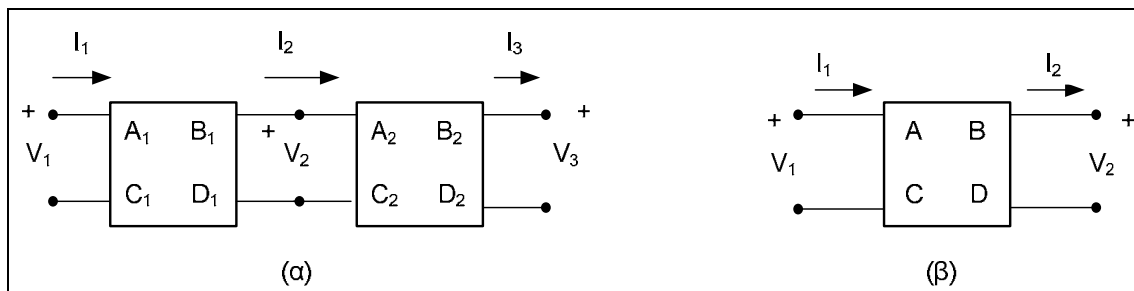 I₁ I₂ I₃
+ A₁ B₁ + A₂ B₂ +
V₁ V₂ V₃
C₁ D₁ C₂ D₂
(α)
I₁ I₂
+ A B +
V₁ V₂
C D
(β)